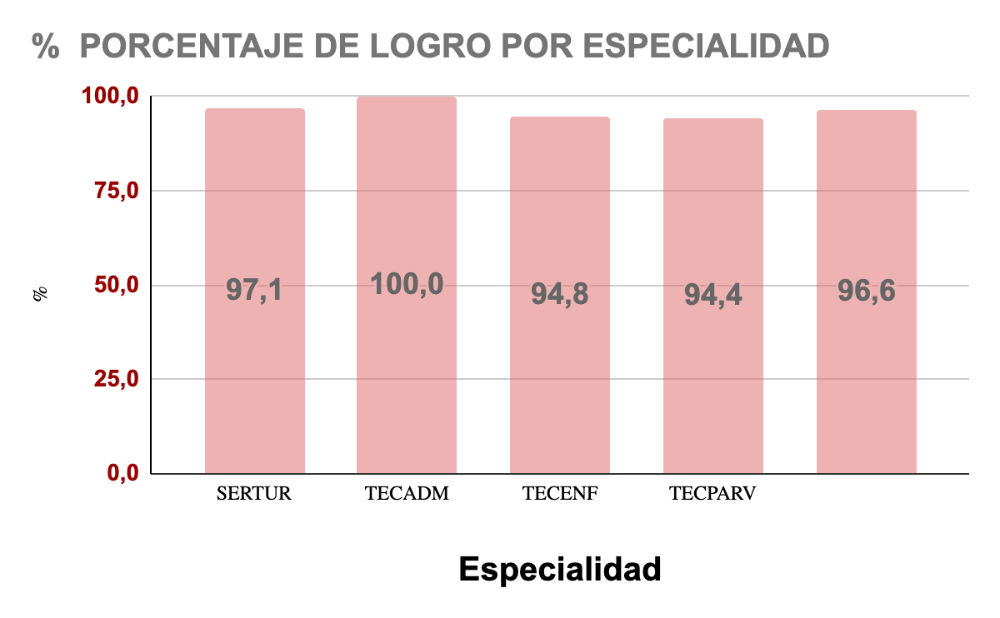 % PORCENTAJE DE LOGRO POR ESPECIALIDAD
100,0
75,0
50,0
25,0
0,0
%
97,1
100,0
94,8
94,4
96,6
SERTUR
TECADM
TECENF
TECPARV
Especialidad